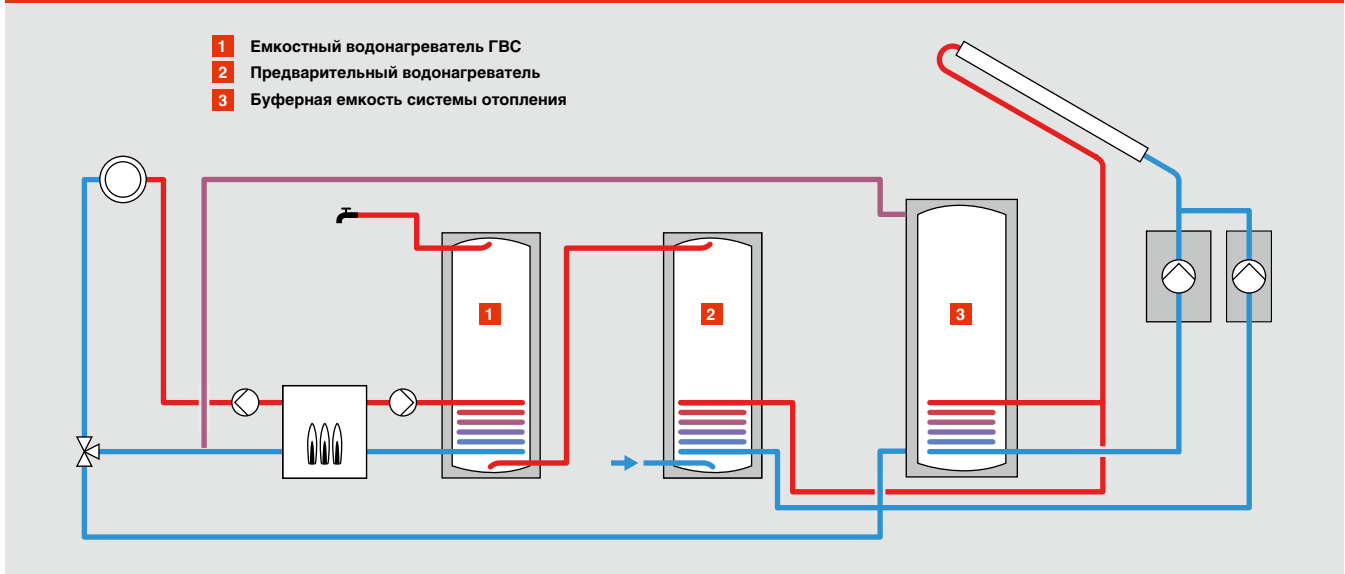 1 Емкостный водонагреватель ГВС
2 Предварительный водонагреватель
3 Буферная емкость системы отопления
1
2
3